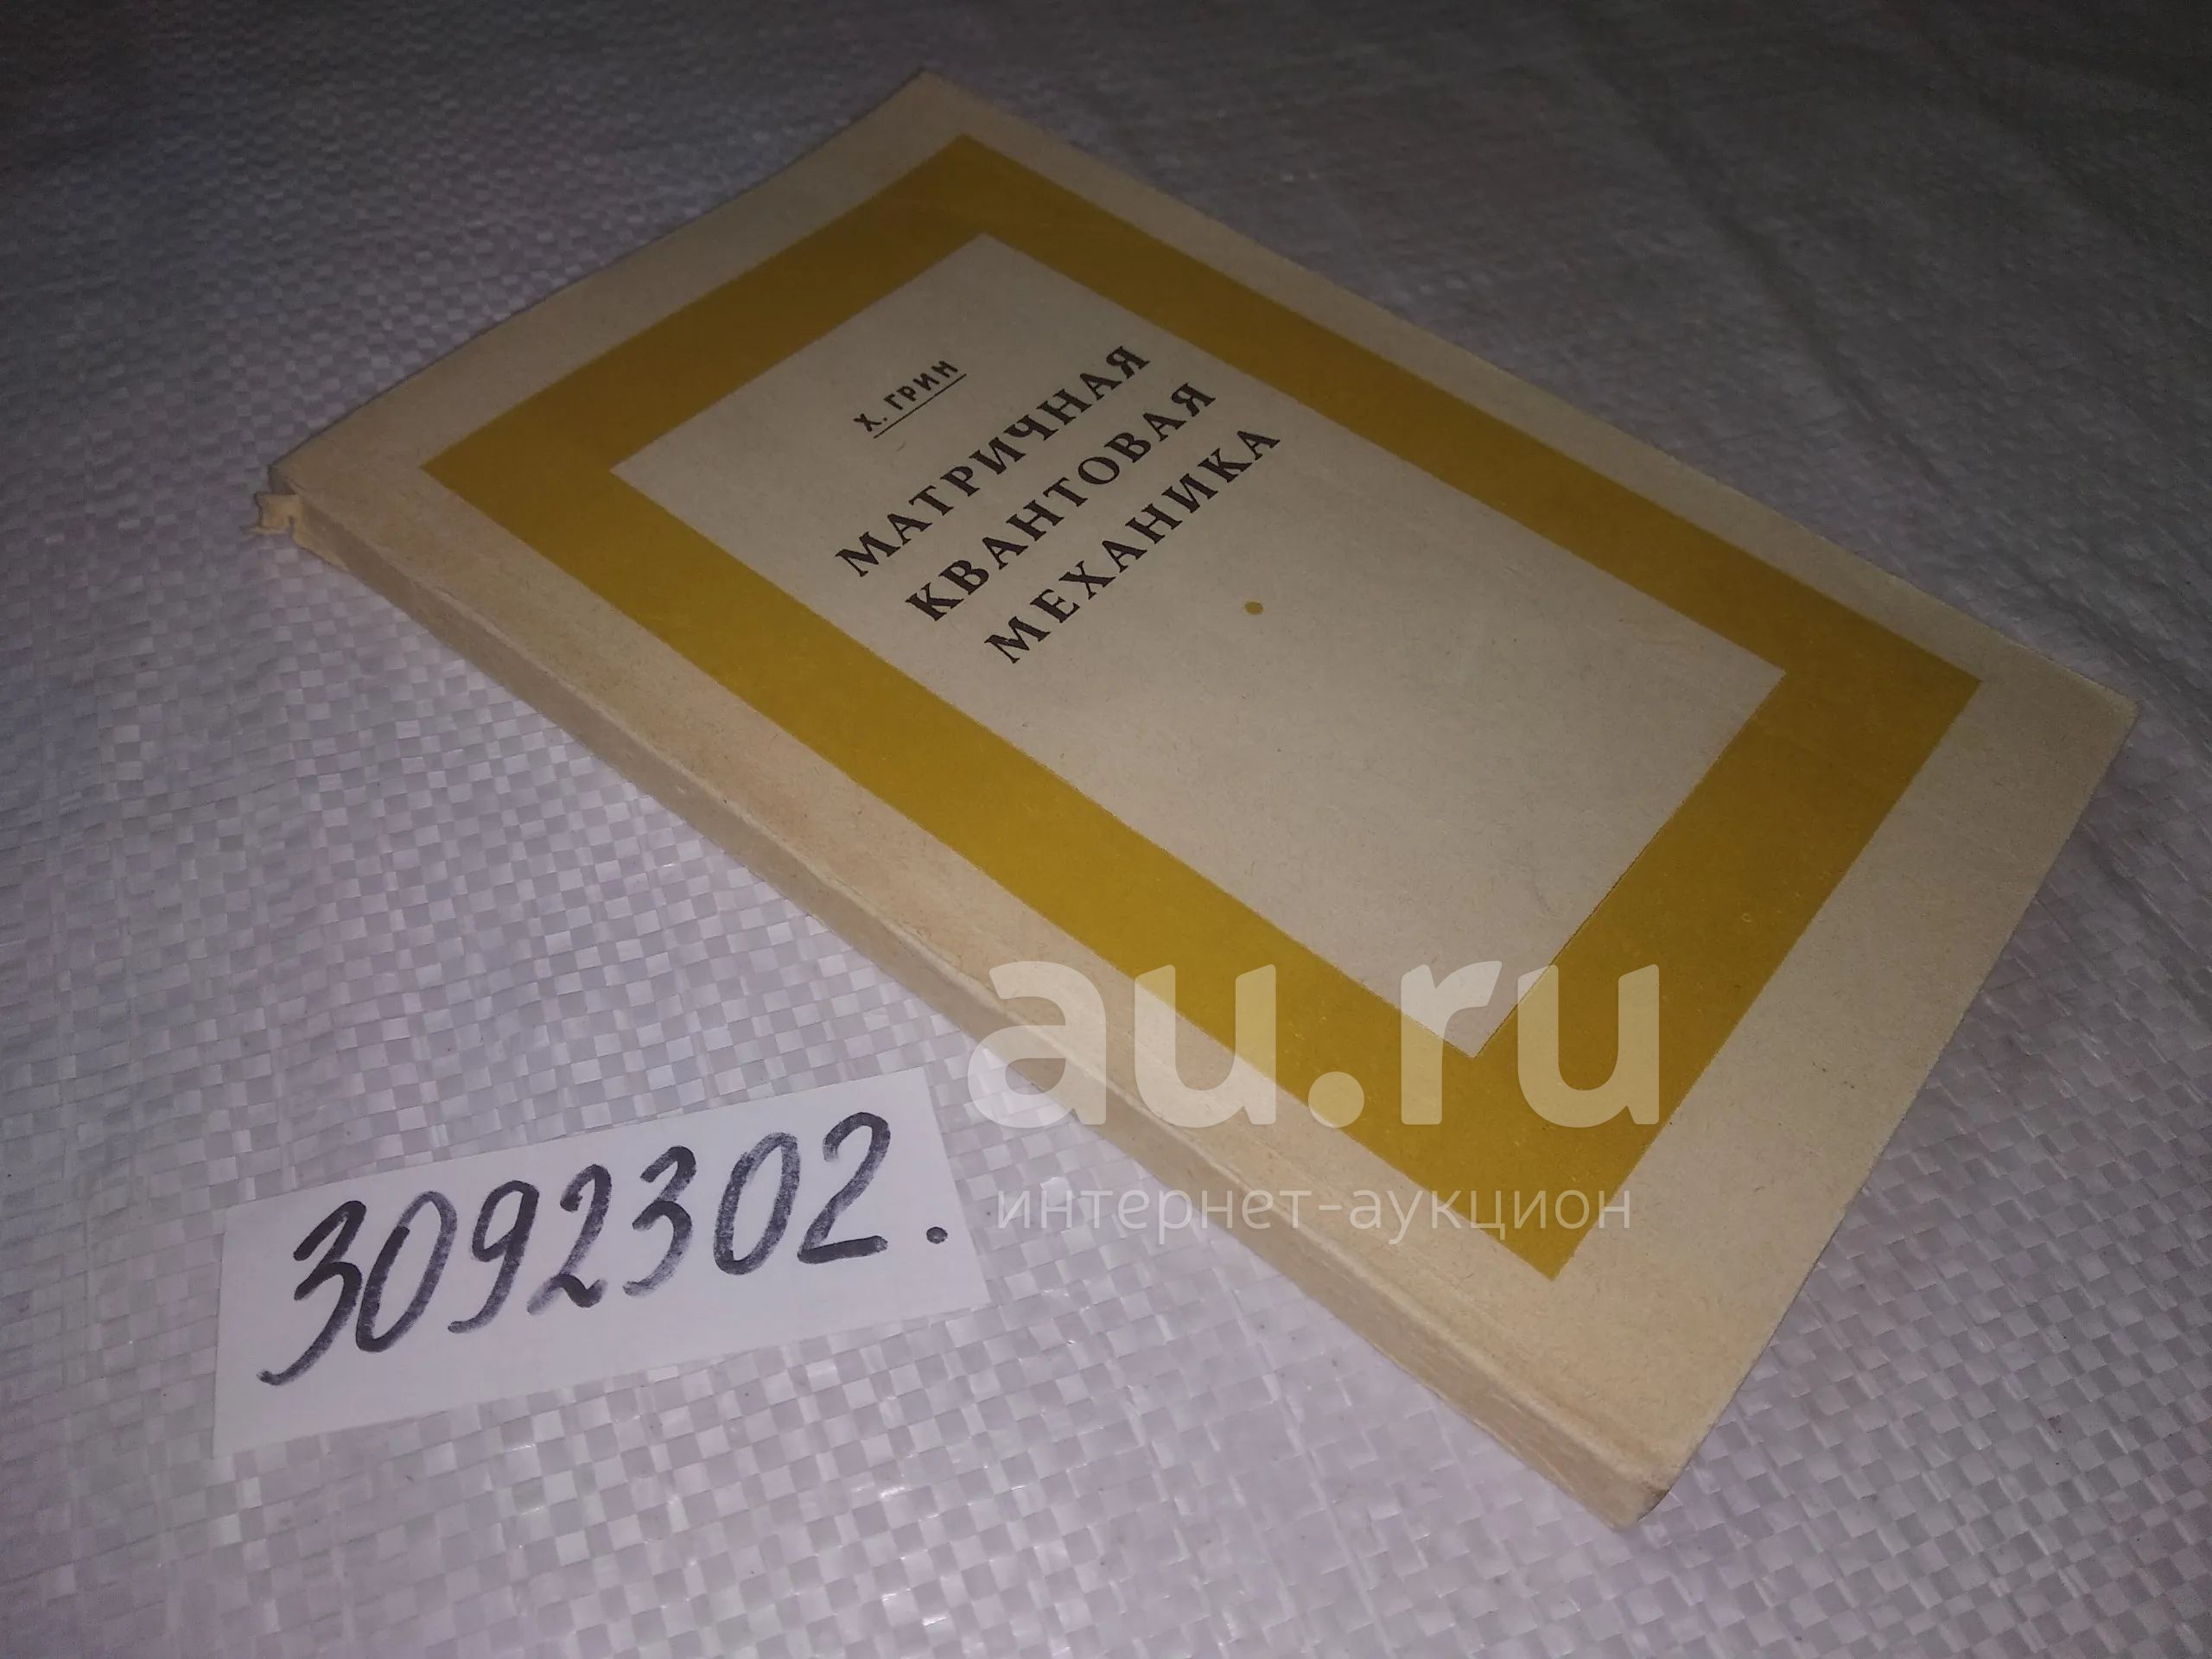 Х. ГРИН
МАТРИЧНАЯ
КВАНТОВАЯ
МЕХАНИКА
au.ru
интернет-аукцион
3092302.